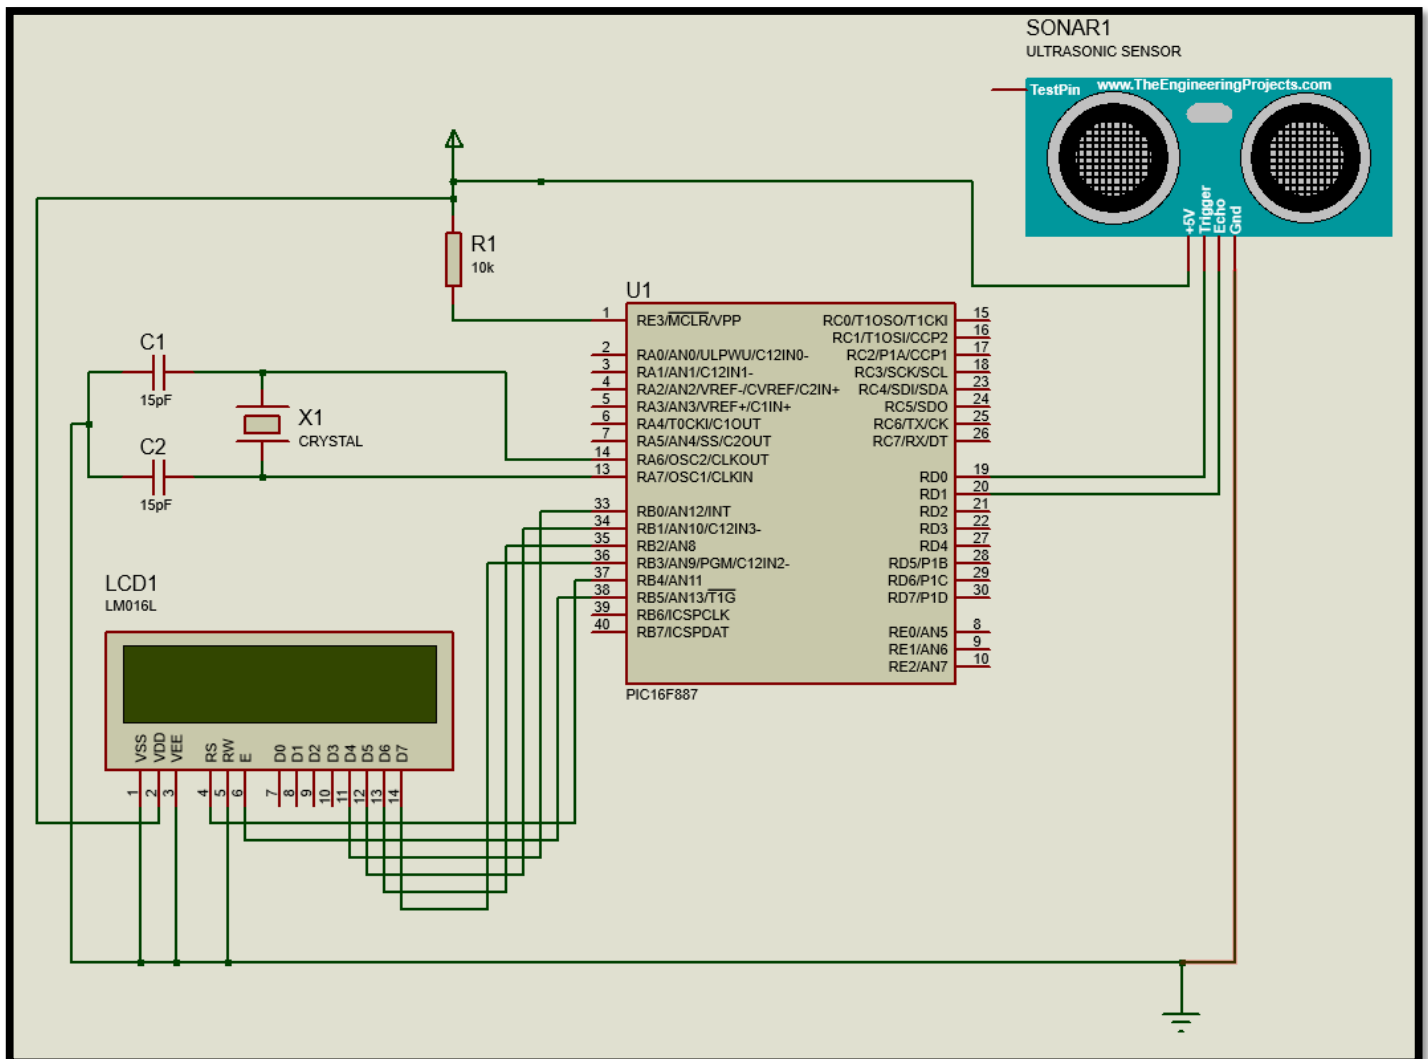 SONAR1
ULTRASONIC SENSOR
TestPin
www.TheEngineeringProjects.com
+5V
Trigger
Echo
Gnd
R1
10k
U1
1
RE3/MCLR/VPP
2
RA0/AN0/ULPWU/C12IN0-
3
RA1/AN1/C12IN1-
4
RA2/AN2/VREF-/CVREF/C2IN+
5
RA3/AN3/VREF+/C1IN+
6
RA4/T0CKI/C1OUT
7
RA5/AN4/SS/C2OUT
14
RA6/OSC2/CLKOUT
13
RA7/OSC1/CLKIN
33
RB0/AN12/INT
34
RB1/AN10/C12IN3-
35
RB2/AN8
36
RB3/AN9/PGM/C12IN2-
37
RB4/AN11
38
RB5/AN13/T1G
39
RB6/ICSPCLK
40
RB7/ICSPDAT
RC0/T1OSO/T1CKI
15
RC1/T1OSI/CCP2
16
RC2/P1A/CCP1
17
RC3/SCK/SCL
18
RC4/SDI/SDA
23
RC5/SDO
24
RC6/TX/CK
25
RC7/RX/DT
26
RD0
19
RD1
20
RD2
21
RD3
22
RD4
27
RD5/P1B
28
RD6/P1C
29
RD7/P1D
30
RE0/AN5
8
RE1/AN6
9
RE2/AN7
10
PIC16F887
C1
15pF
X1
CRYSTAL
C2
15pF
LCD1
LM016L
VSS
VDD
VEE
RS
RW
E
D0
D1
D2
D3
D4
D5
D6
D7
1
2
3
4
5
6
7
8
9
10
11
12
13
14